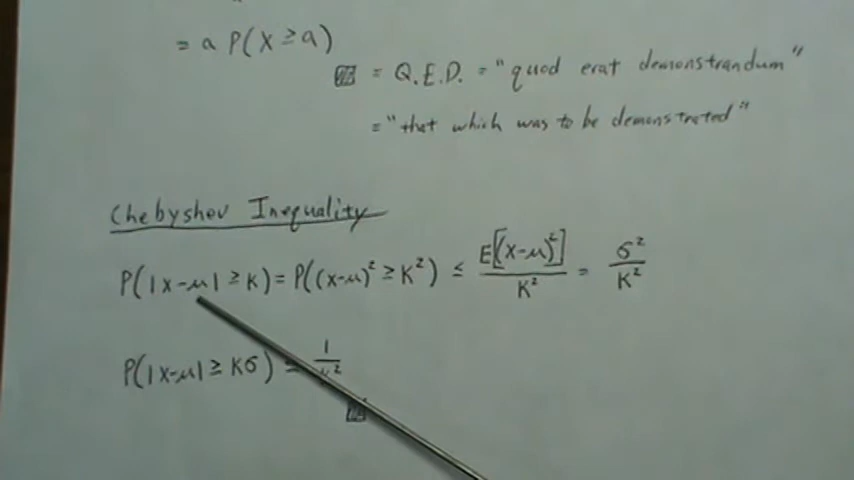 = a P(X ≥ a)
= Q.E.D. = "quod erat demonstrandum"
= "that which was to be demonstrated"
Chebyshov Inequality
P(|X-μ| ≥ K) = P((X-μ)² ≥ K²) ≤ E[(X-μ)²] / K² = σ² / K²
P(|X-μ| ≥ Kσ) ≤ 1 / K²